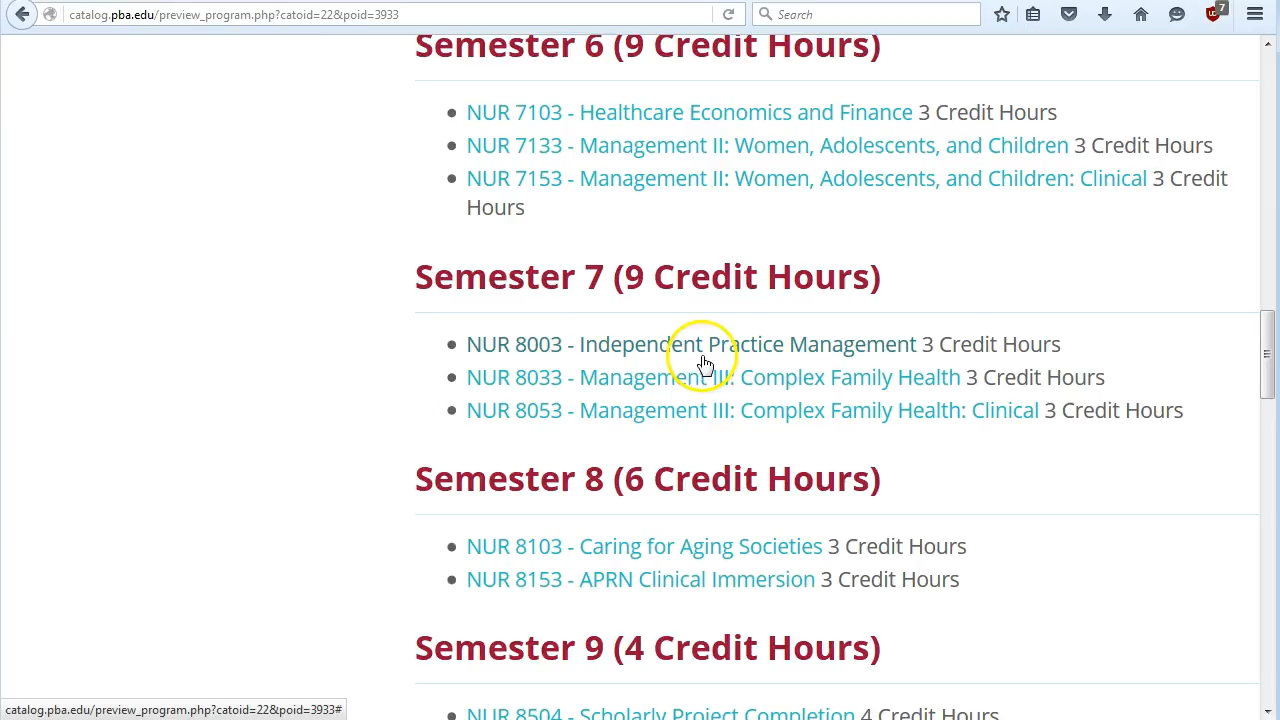 catalog.pba.edu/preview_program.php?catoid=22&poid=3933
Search
7
Semester 6 (9 Credit Hours)
NUR 7103 - Healthcare Economics and Finance 3 Credit Hours
NUR 7133 - Management II: Women, Adolescents, and Children 3 Credit Hours
NUR 7153 - Management II: Women, Adolescents, and Children: Clinical 3 Credit
Hours
Semester 7 (9 Credit Hours)
NUR 8003 - Independent Practice Management 3 Credit Hours
NUR 8033 - Management III: Complex Family Health 3 Credit Hours
NUR 8053 - Management III: Complex Family Health: Clinical 3 Credit Hours
Semester 8 (6 Credit Hours)
NUR 8103 - Caring for Aging Societies 3 Credit Hours
NUR 8153 - APRN Clinical Immersion 3 Credit Hours
Semester 9 (4 Credit Hours)
NUR 8504 - Scholarly Project Completion 4 Credit Hours
catalog.pba.edu/preview_program.php?catoid=22&poid=3933#